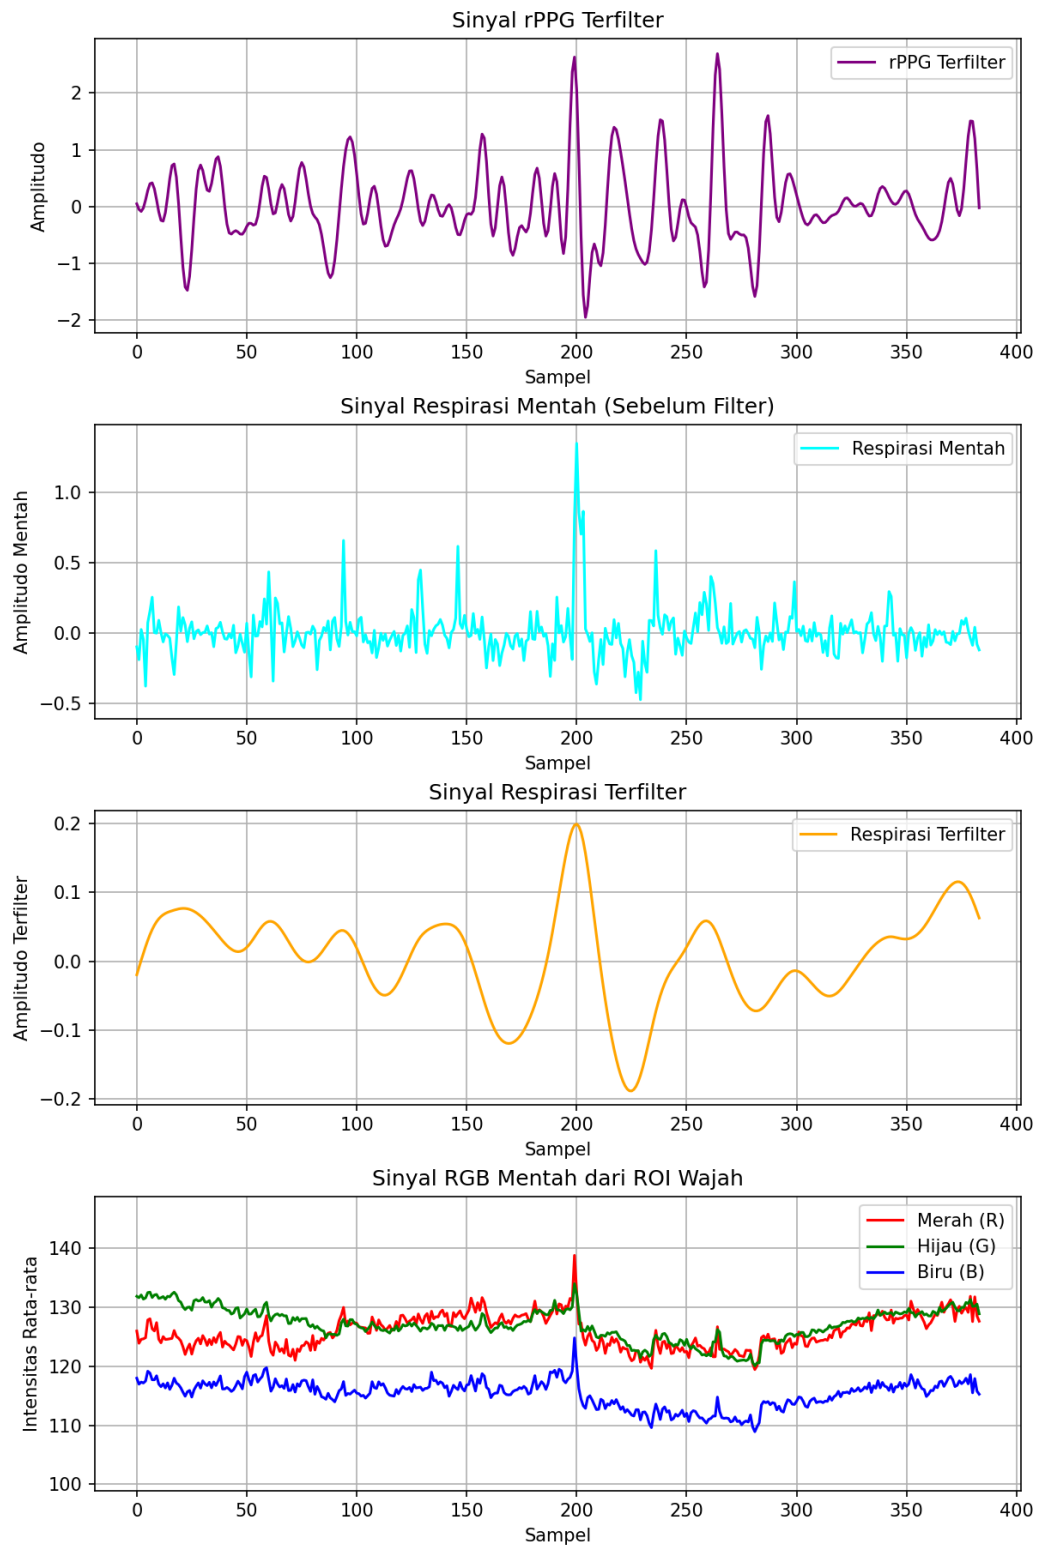 Sinyal rPPG Terfilter
rPPG Terfilter
Amplitudo
2
1
0
−1
−2
0 50 100 150 200 250 300 350 400
Sampel
Sinyal Respirasi Mentah (Sebelum Filter)
Respirasi Mentah
Amplitudo Mentah
1.0
0.5
0.0
−0.5
0 50 100 150 200 250 300 350 400
Sampel
Sinyal Respirasi Terfilter
Respirasi Terfilter
Amplitudo Terfilter
0.2
0.1
0.0
−0.1
−0.2
0 50 100 150 200 250 300 350 400
Sampel
Sinyal RGB Mentah dari ROI Wajah
Merah (R)
Hijau (G)
Biru (B)
Intensitas Rata-rata
140
130
120
110
100
0 50 100 150 200 250 300 350 400
Sampel